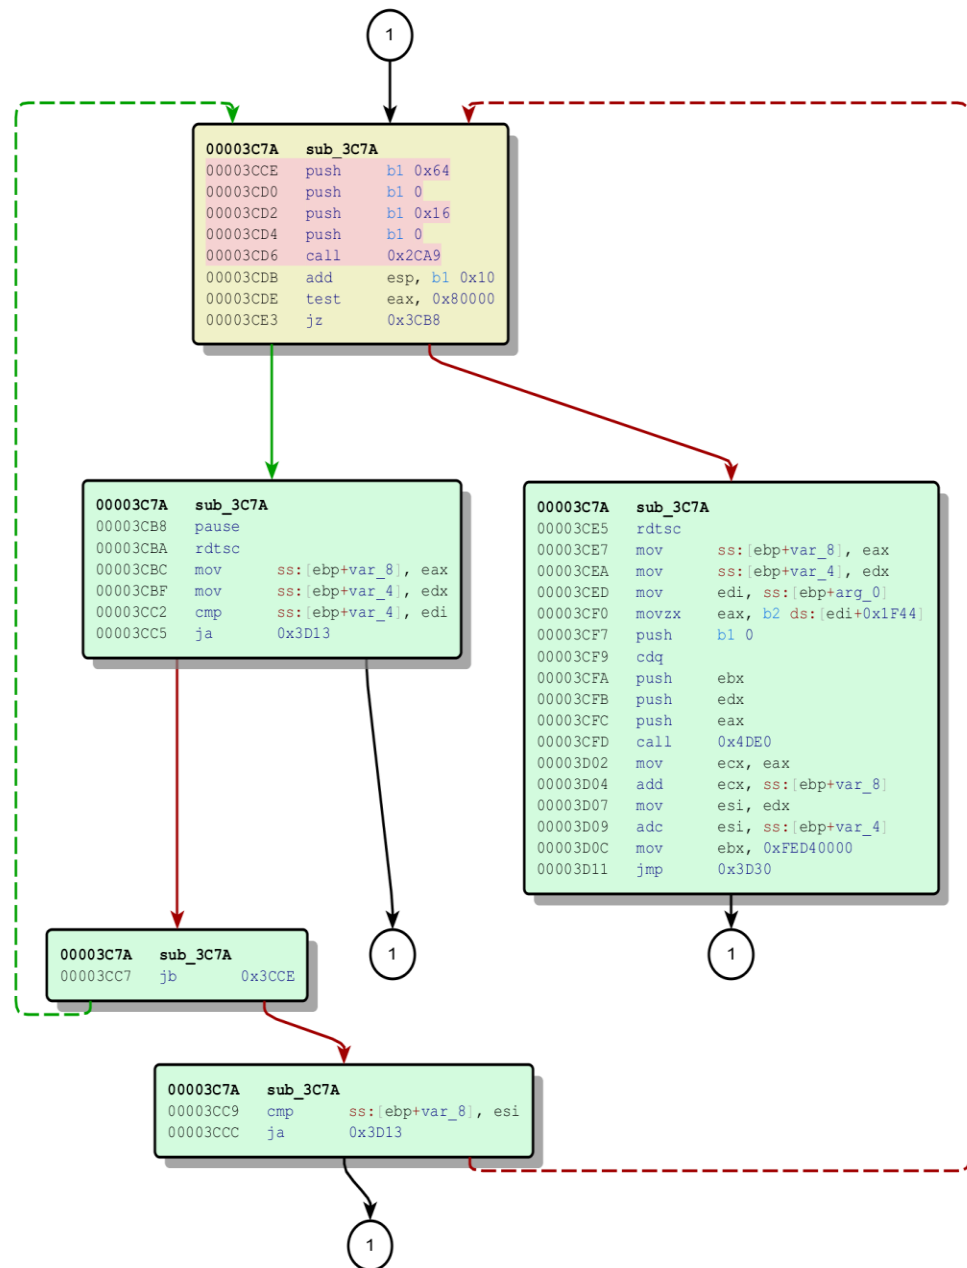 1
00003C7A sub_3C7A
00003CCE push b1 0x64
00003CD0 push b1 0
00003CD2 push b1 0x16
00003CD4 push b1 0
00003CD6 call 0x2CA9
00003CDB add esp, b1 0x10
00003CDE test eax, 0x80000
00003CE3 jz 0x3CB8
00003C7A sub_3C7A
00003CB8 pause
00003CBA rdtsc
00003CBC mov ss:[ebp+var_8], eax
00003CBF mov ss:[ebp+var_4], edx
00003CC2 cmp ss:[ebp+var_4], edi
00003CC5 ja 0x3D13
00003C7A sub_3C7A
00003CE5 rdtsc
00003CE7 mov ss:[ebp+var_8], eax
00003CEA mov ss:[ebp+var_4], edx
00003CED mov edi, ss:[ebp+arg_0]
00003CF0 movzx eax, b2 ds:[edi+0x1F44]
00003CF7 push b1 0
00003CF9 cdq
00003CFA push ebx
00003CFB push edx
00003CFC push eax
00003CFD call 0x4DE0
00003D02 mov ecx, eax
00003D04 add ecx, ss:[ebp+var_8]
00003D07 mov esi, edx
00003D09 adc esi, ss:[ebp+var_4]
00003D0C mov ebx, 0xFED40000
00003D11 jmp 0x3D30
00003C7A sub_3C7A
00003CC7 jb 0x3CCE
1
1
00003C7A sub_3C7A
00003CC9 cmp ss:[ebp+var_8], esi
00003CCC ja 0x3D13
1